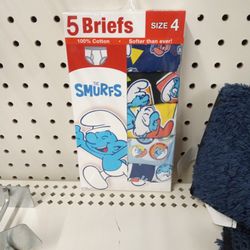 5 Briefs
SIZE 4
100% Cotton • Softer than ever!
THE
SMURFS